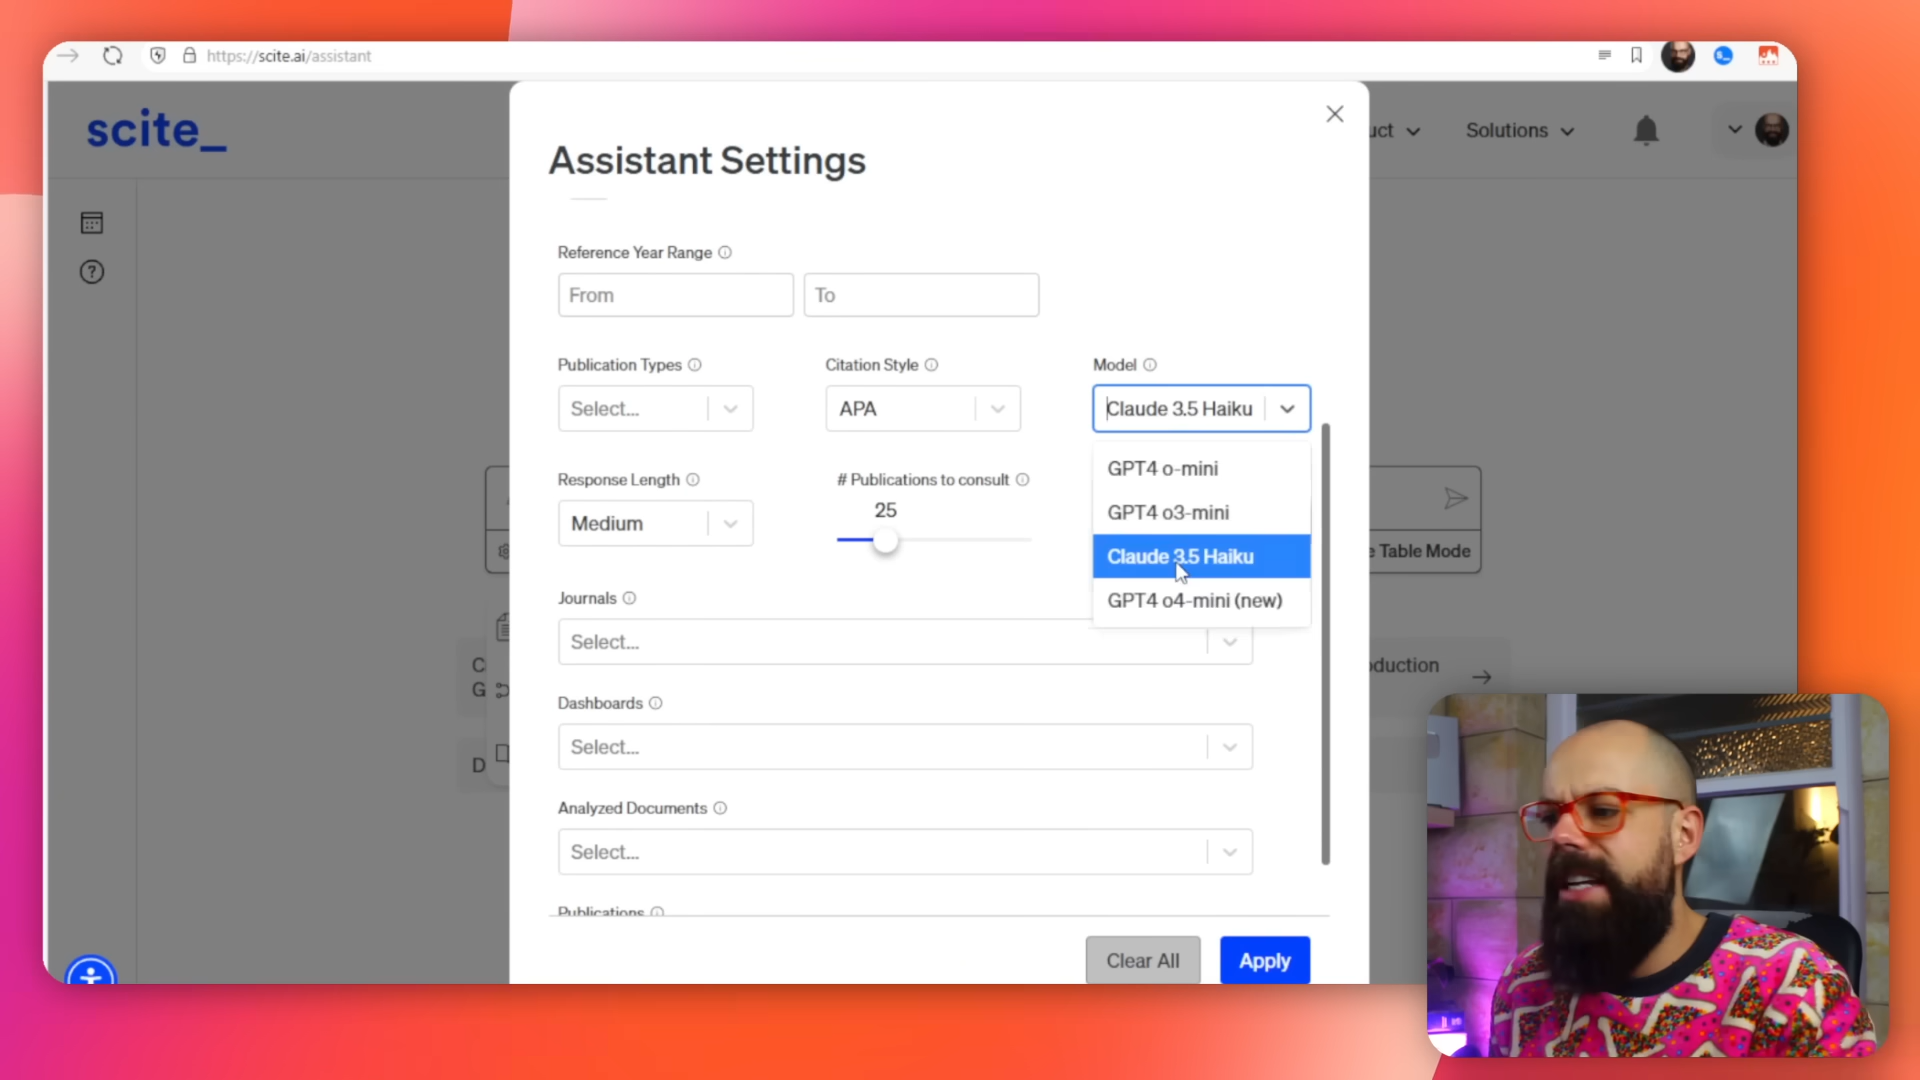 https://scite.ai/assistant
scite_
Assistant Settings
uct
Solutions
Reference Year Range
From
To
Publication Types
Citation Style
Model
Select...
APA
Claude 3.5 Haiku
GPT4 o-mini
GPT4 o3-mini
Claude 3.5 Haiku
GPT4 o4-mini (new)
Response Length
# Publications to consult
Medium
25
Table Mode
Journals
Select...
C
G
duction
Dashboards
Select...
D
Analyzed Documents
Select...
Publications
Clear All
Apply